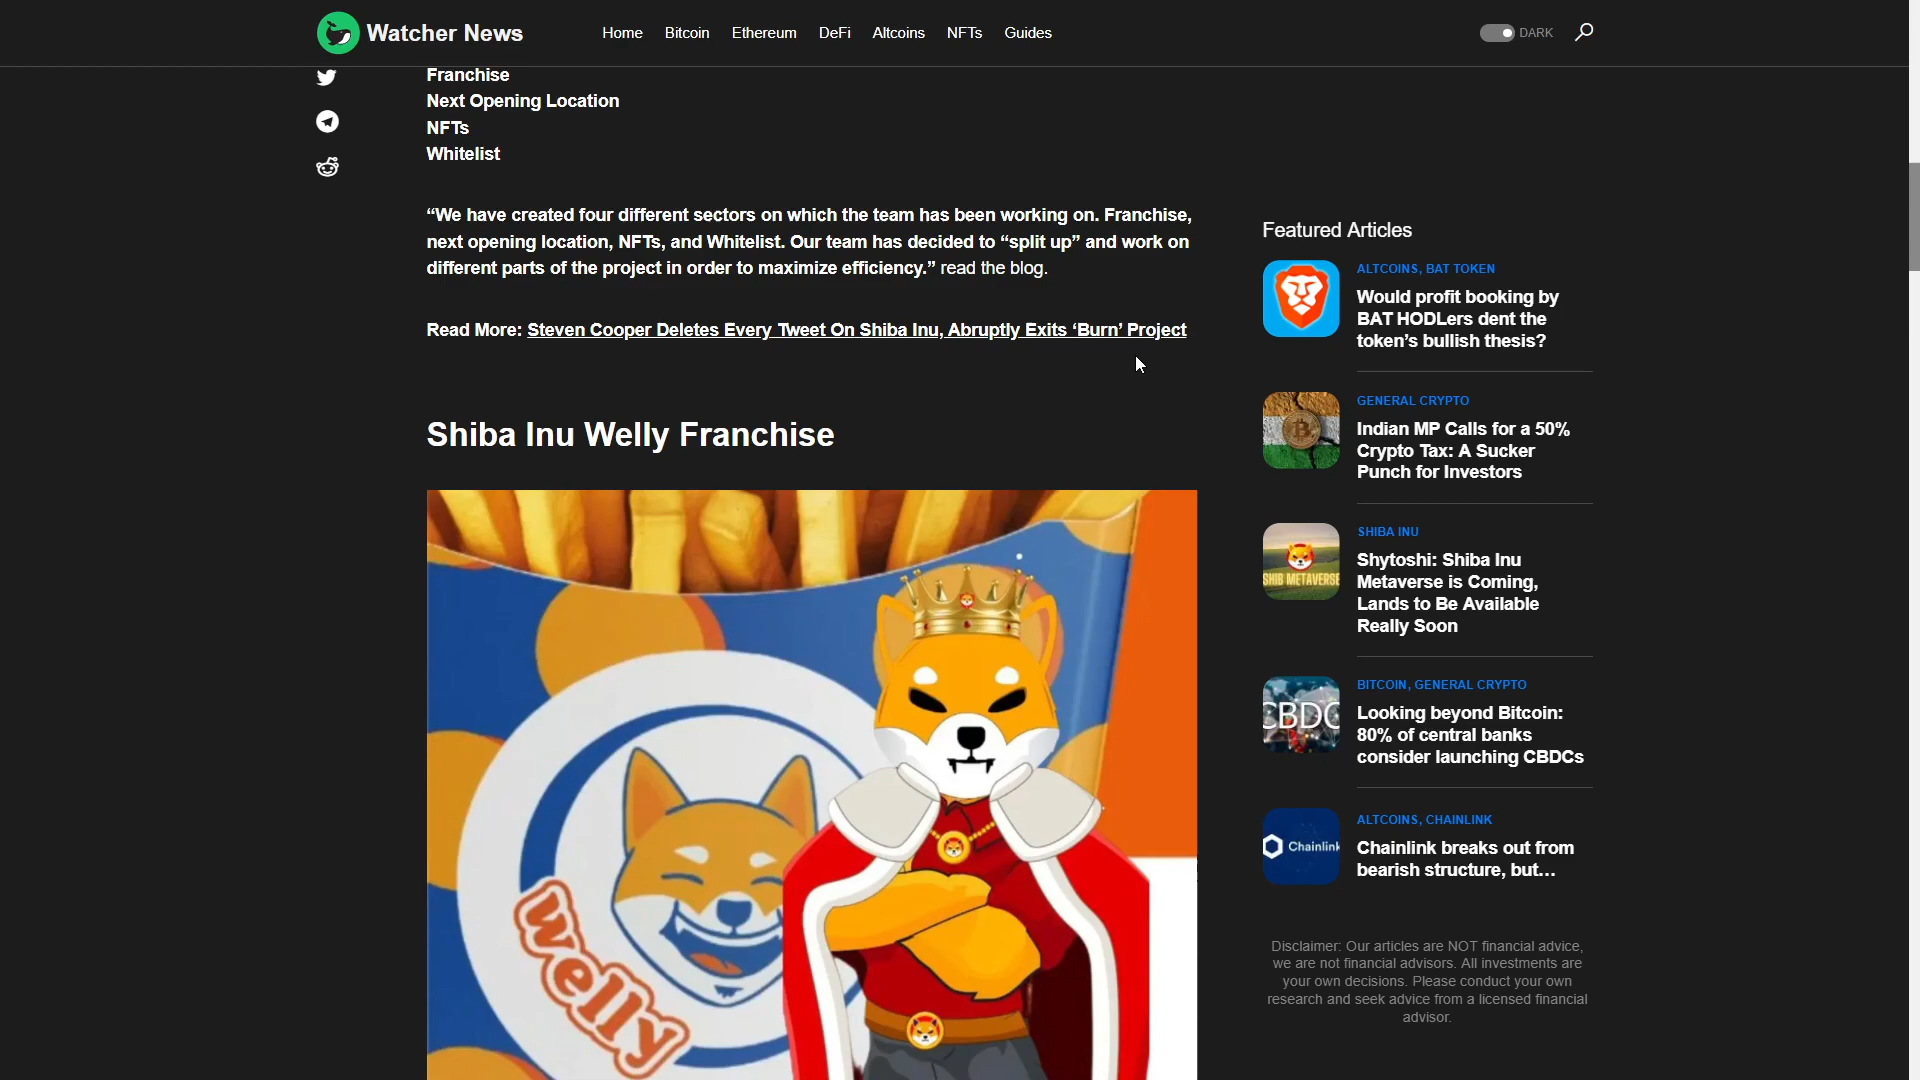 Watcher News
Home Bitcoin Ethereum DeFi Altcoins NFTs Guides
DARK
Franchise
Next Opening Location
NFTs
Whitelist
“We have created four different sectors on which the team has been working on. Franchise,
next opening location, NFTs, and Whitelist. Our team has decided to “split up” and work on
different parts of the project in order to maximize efficiency.” read the blog.
Read More: Steven Cooper Deletes Every Tweet On Shiba Inu, Abruptly Exits ‘Burn’ Project
Shiba Inu Welly Franchise
welly
Featured Articles
ALTCOINS, BAT TOKEN
Would profit booking by
BAT HODLers dent the
token’s bullish thesis?
GENERAL CRYPTO
Indian MP Calls for a 50%
Crypto Tax: A Sucker
Punch for Investors
SHIB METAVERSE
SHIBA INU
Shytoshi: Shiba Inu
Metaverse is Coming,
Lands to Be Available
Really Soon
CBDC
BITCOIN, GENERAL CRYPTO
Looking beyond Bitcoin:
80% of central banks
consider launching CBDCs
Chainlink
ALTCOINS, CHAINLINK
Chainlink breaks out from
bearish structure, but…
Disclaimer: Our articles are NOT financial advice,
we are not financial advisors. All investments are
your own decisions. Please conduct your own
research and seek advice from a licensed financial
advisor.